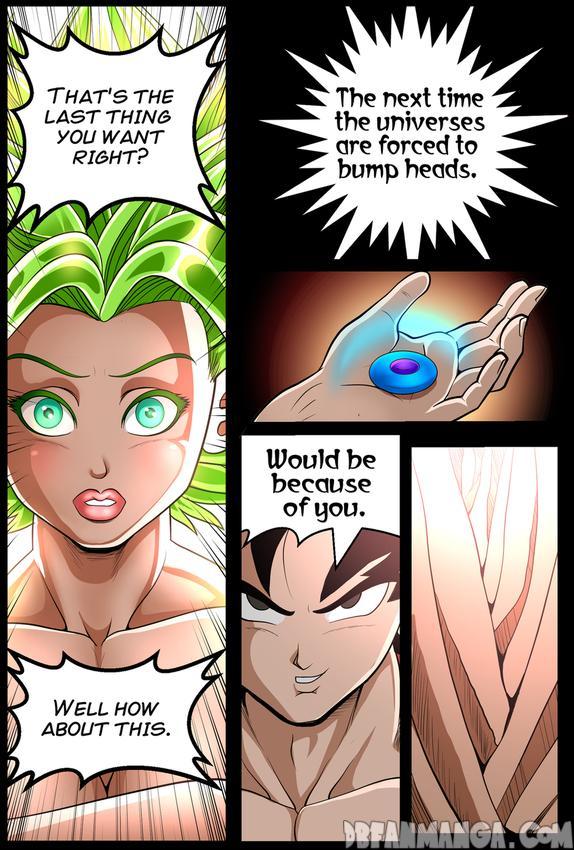 THAT'S THE
LAST THING
YOU WANT
RIGHT?
WELL HOW
ABOUT THIS.
The next time
the universes
are forced to
bump heads.
Would be
because
of you.
DBFANMANGA.COM